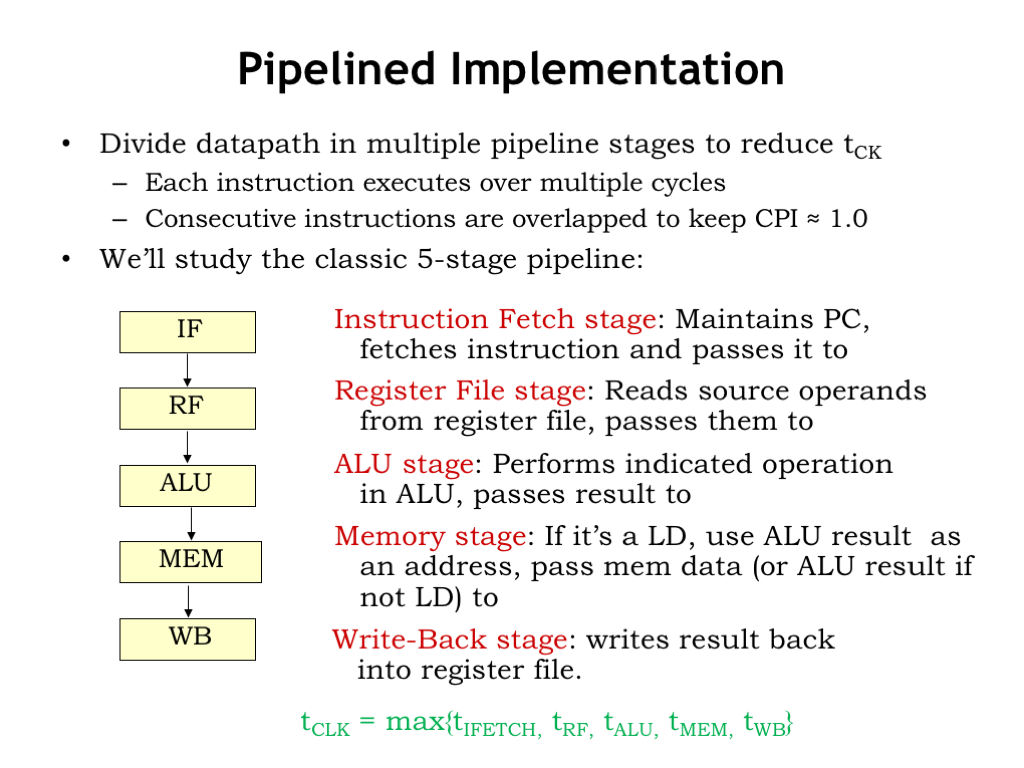 Pipelined Implementation
• Divide datapath in multiple pipeline stages to reduce tCK
– Each instruction executes over multiple cycles
– Consecutive instructions are overlapped to keep CPI ≈ 1.0
• We’ll study the classic 5-stage pipeline:
IF
Instruction Fetch stage: Maintains PC,
fetches instruction and passes it to
RF
Register File stage: Reads source operands
from register file, passes them to
ALU
ALU stage: Performs indicated operation
in ALU, passes result to
MEM
Memory stage: If it’s a LD, use ALU result as
an address, pass mem data (or ALU result if
not LD) to
WB
Write-Back stage: writes result back
into register file.
tCLK = max{tIFETCH, tRF, tALU, tMEM, tWB}